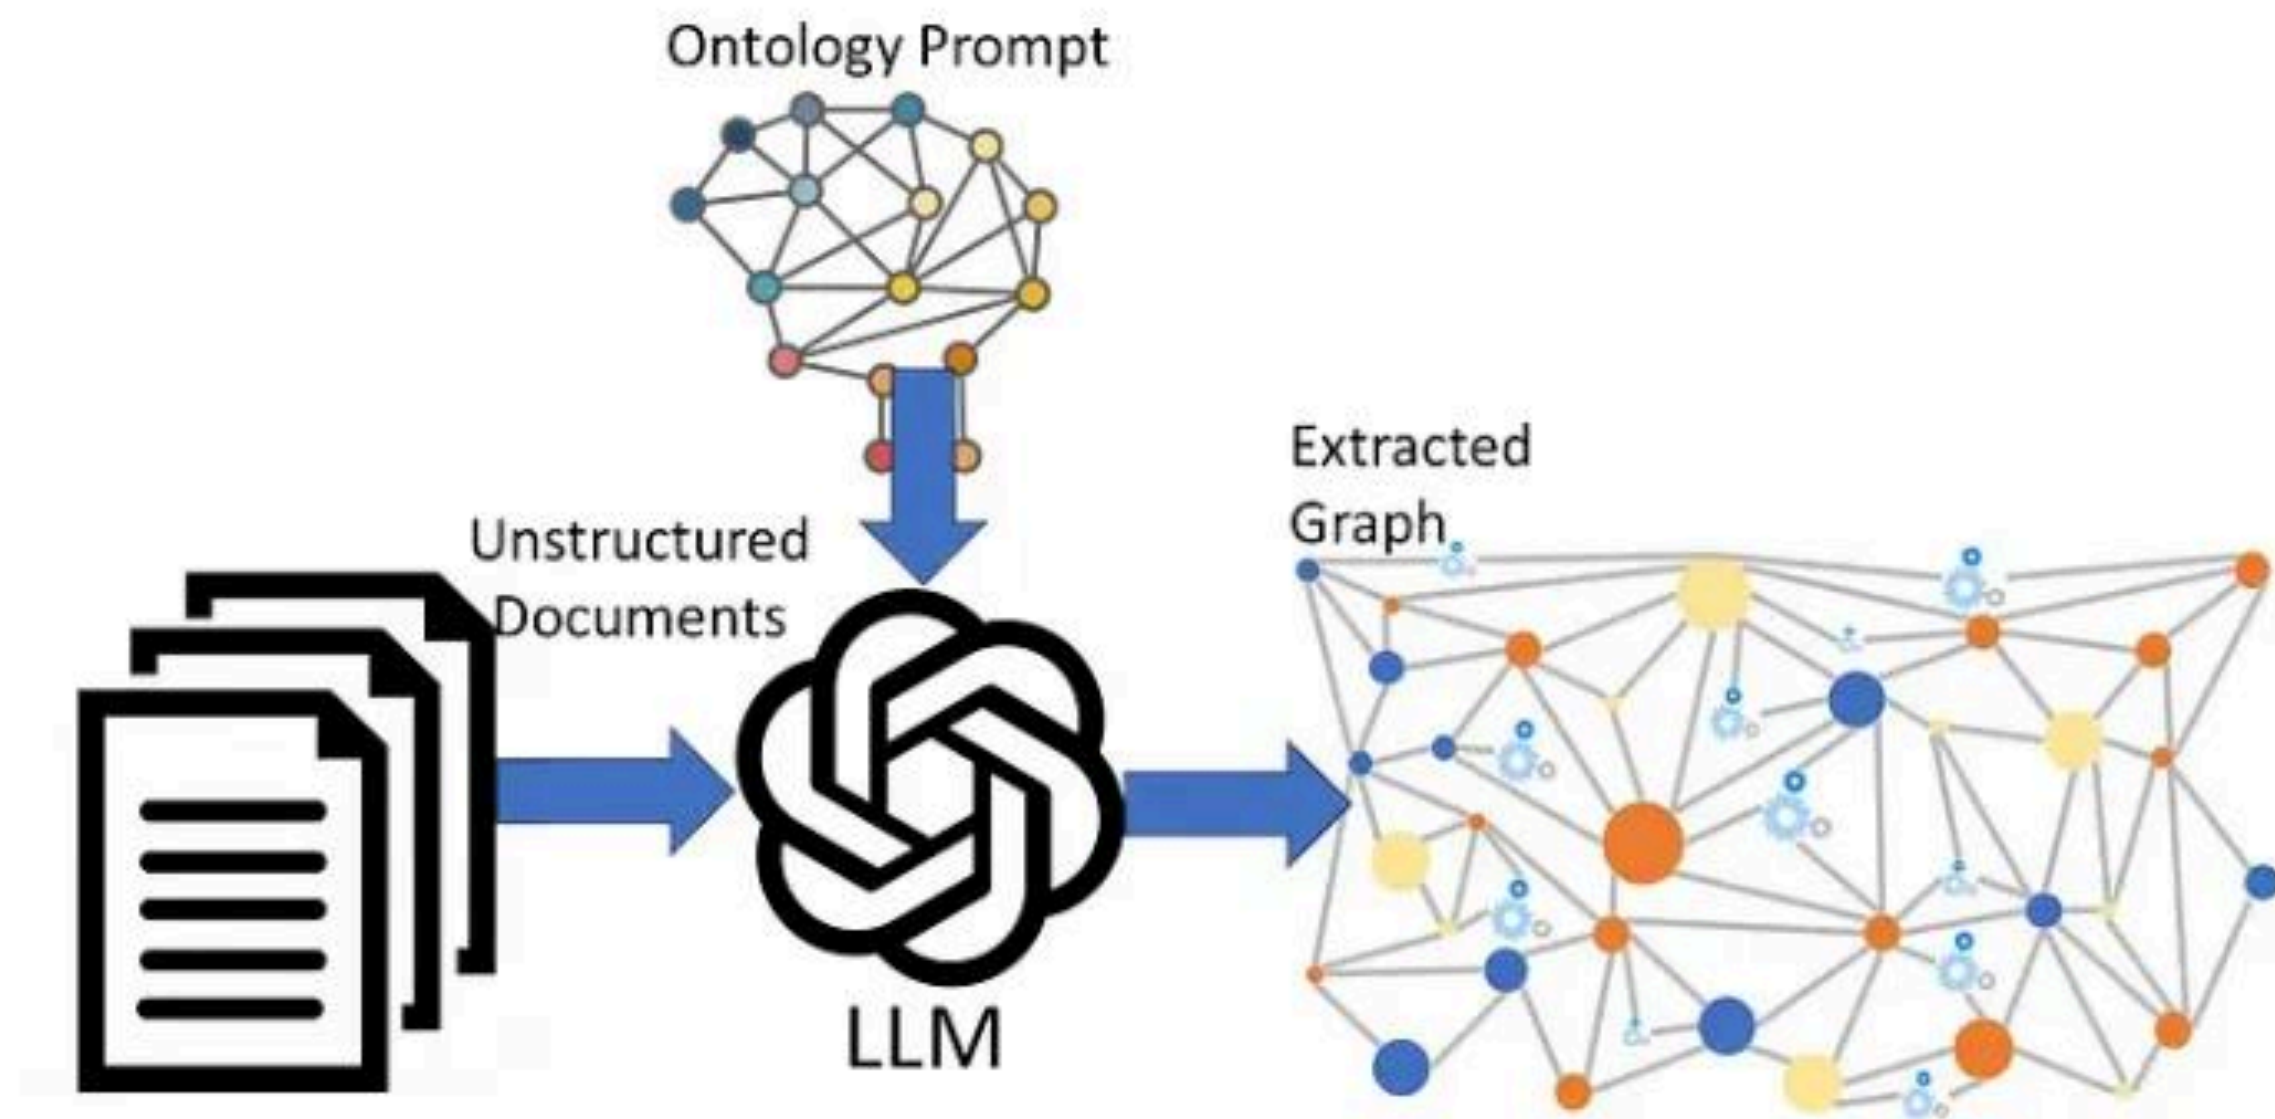 Ontology Prompt
Unstructured
Documents
Extracted
Graph
LLM